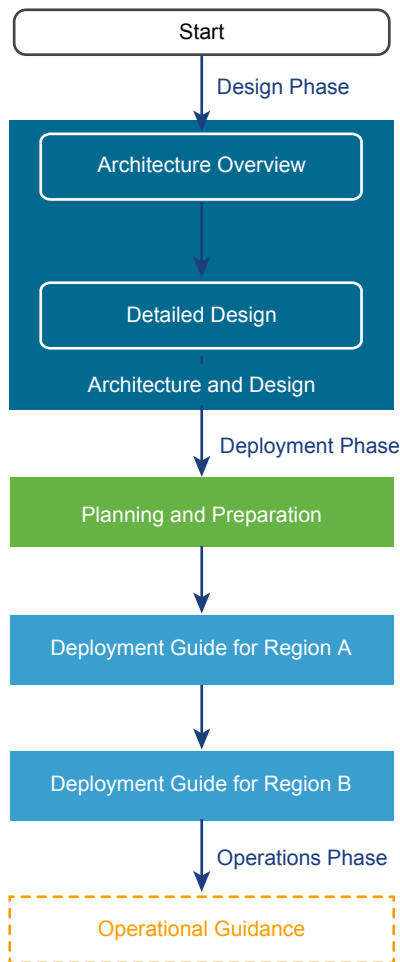 Start
Design Phase
Architecture Overview
Detailed Design
Architecture and Design
Deployment Phase
Planning and Preparation
Deployment Guide for Region A
Deployment Guide for Region B
Operations Phase
Operational Guidance